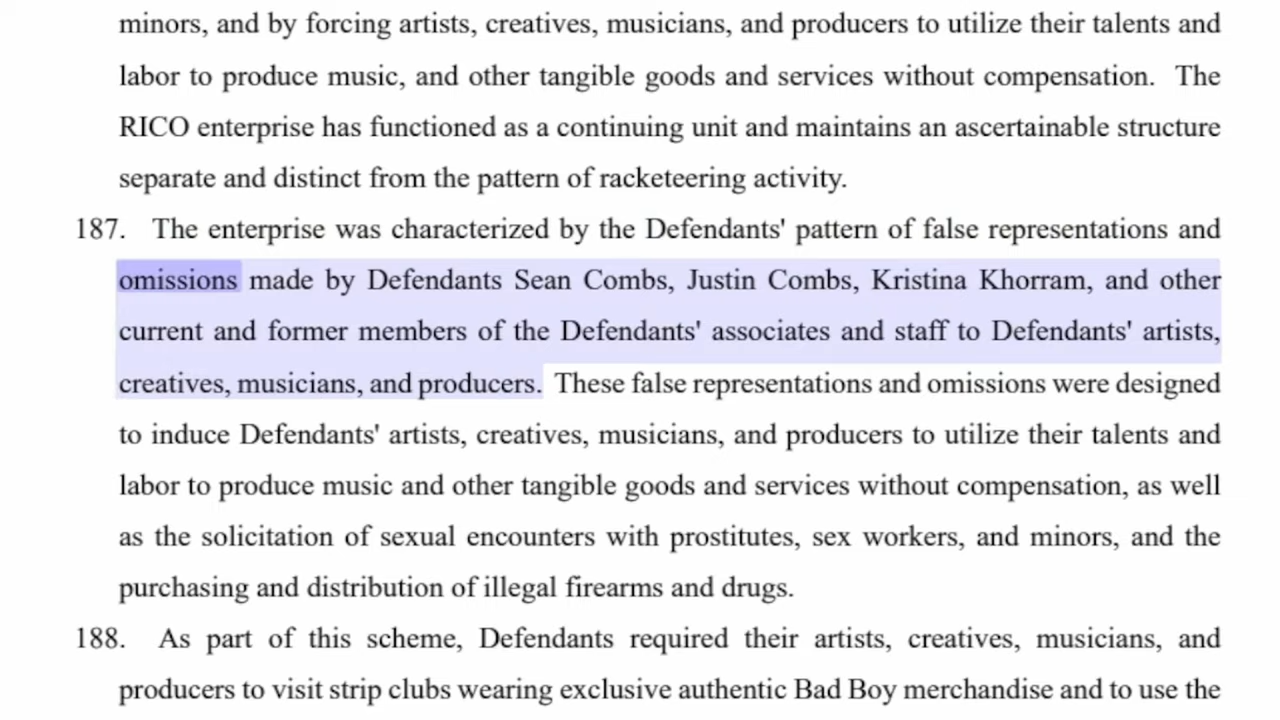 minors, and by forcing artists, creatives, musicians, and producers to utilize their talents and
labor to produce music, and other tangible goods and services without compensation. The
RICO enterprise has functioned as a continuing unit and maintains an ascertainable structure
separate and distinct from the pattern of racketeering activity.
187. The enterprise was characterized by the Defendants' pattern of false representations and
omissions made by Defendants Sean Combs, Justin Combs, Kristina Khorram, and other
current and former members of the Defendants' associates and staff to Defendants' artists,
creatives, musicians, and producers. These false representations and omissions were designed
to induce Defendants' artists, creatives, musicians, and producers to utilize their talents and
labor to produce music and other tangible goods and services without compensation, as well
as the solicitation of sexual encounters with prostitutes, sex workers, and minors, and the
purchasing and distribution of illegal firearms and drugs.
188. As part of this scheme, Defendants required their artists, creatives, musicians, and
producers to visit strip clubs wearing exclusive authentic Bad Boy merchandise and to use the